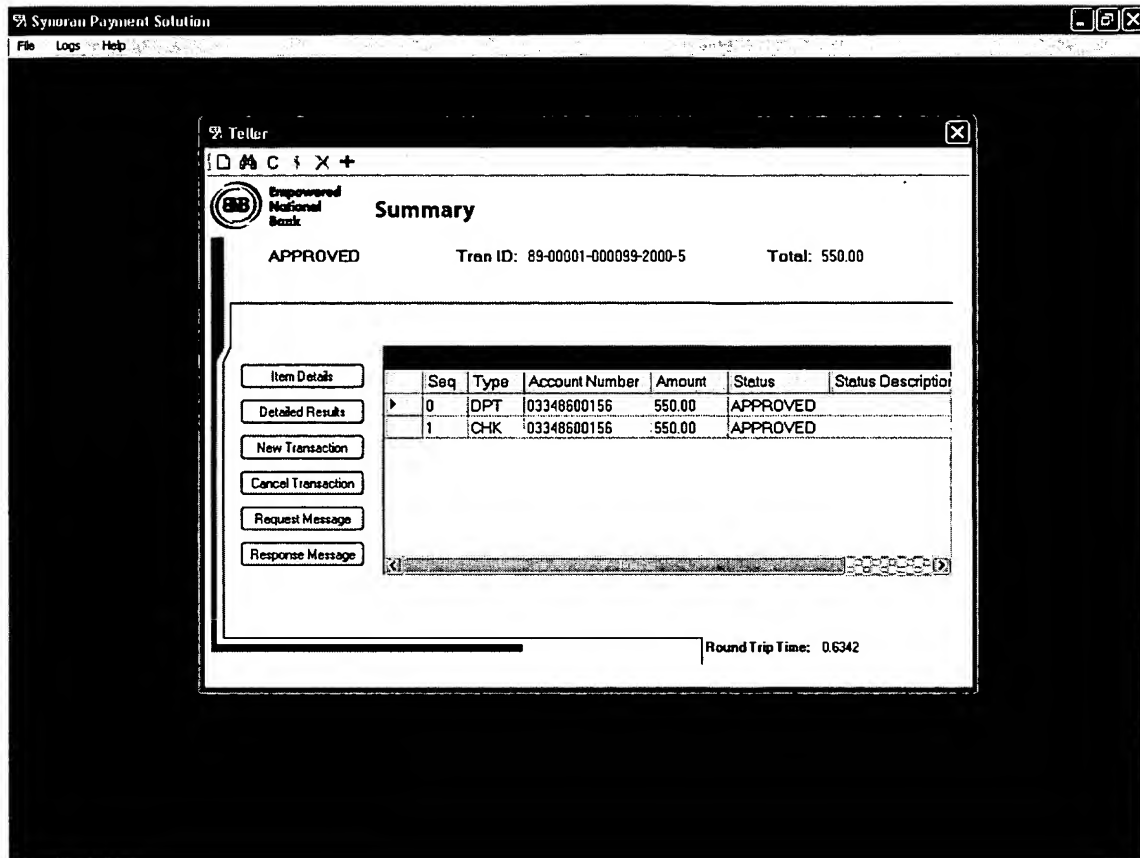 Synoran Payment Solution
File Logs Help
Teller
ENB Empowered National Bank
Summary
APPROVED Tran ID: 89-00001-000099-2000-5 Total: 550.00
Item Details
Detailed Results
New Transaction
Cancel Transaction
Request Message
Response Message
Seq Type Account Number Amount Status Status Description
0 DPT 03348600156 550.00 APPROVED
1 CHK 03348600156 550.00 APPROVED
Round Trip Time: 0.6342